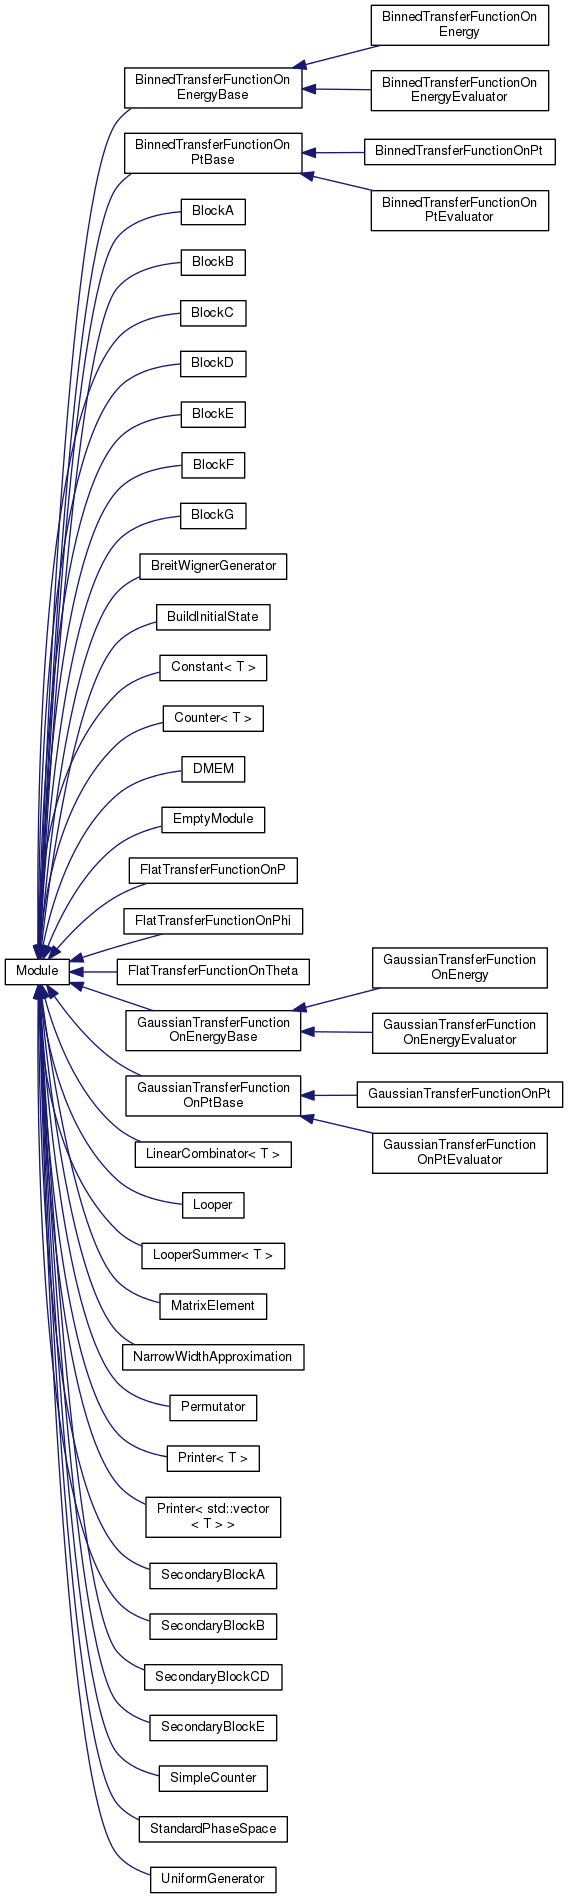 BinnedTransferFunctionOn
Energy
BinnedTransferFunctionOn
EnergyBase
BinnedTransferFunctionOn
EnergyEvaluator
BinnedTransferFunctionOn
PtBase
BinnedTransferFunctionOnPt
BinnedTransferFunctionOn
PtEvaluator
BlockA
BlockB
BlockC
BlockD
BlockE
BlockF
BlockG
BreitWignerGenerator
BuildInitialState
Constant< T >
Counter< T >
DMEM
EmptyModule
FlatTransferFunctionOnP
FlatTransferFunctionOnPhi
Module
FlatTransferFunctionOnTheta
GaussianTransferFunction
OnEnergy
GaussianTransferFunction
OnEnergyBase
GaussianTransferFunction
OnEnergyEvaluator
GaussianTransferFunction
OnPtBase
GaussianTransferFunctionOnPt
GaussianTransferFunction
OnPtEvaluator
LinearCombinator< T >
Looper
LooperSummer< T >
MatrixElement
NarrowWidthApproximation
Permutator
Printer< T >
Printer< std::vector
< T > >
SecondaryBlockA
SecondaryBlockB
SecondaryBlockCD
SecondaryBlockE
SimpleCounter
StandardPhaseSpace
UniformGenerator